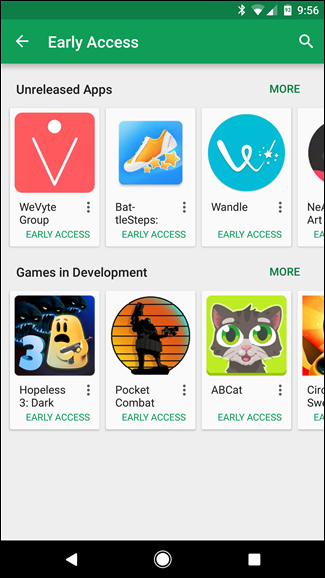 9:56
Early Access
Unreleased Apps MORE
WeVyte
Group
EARLY ACCESS
Bat-
tleSteps:
EARLY ACCESS
Wandle
EARLY ACCESS
NeA
Art
EA
Games in Development MORE
3
Hopeless
3: Dark
EARLY ACCESS
Pocket
Combat
EARLY ACCESS
ABCat
EARLY ACCESS
Circ
Swe
EA